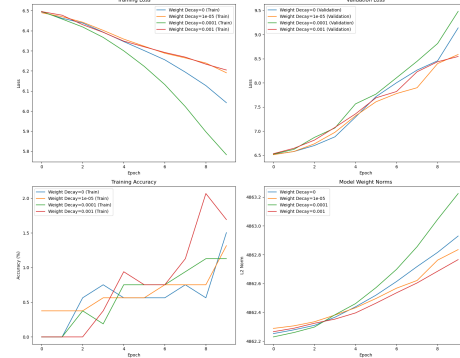 Training Loss
Validation Loss
Weight Decay=0 (Train)
Weight Decay=1e-05 (Train)
Weight Decay=0.0001 (Train)
Weight Decay=0.001 (Train)
Weight Decay=0 (Validation)
Weight Decay=1e-05 (Validation)
Weight Decay=0.0001 (Validation)
Weight Decay=0.001 (Validation)
6.5
6.4
6.3
6.2
6.1
6.0
5.9
5.8
Loss
0 2 4 6 8
Epoch
9.5
9.0
8.5
8.0
7.5
7.0
6.5
Loss
0 2 4 6 8
Epoch
Training Accuracy
Weight Decay=0 (Train)
Weight Decay=1e-05 (Train)
Weight Decay=0.0001 (Train)
Weight Decay=0.001 (Train)
2.0
1.5
1.0
0.5
0.0
Accuracy (%)
0 2 4 6 8
Epoch
Model Weight Norms
Weight Decay=0
Weight Decay=1e-05
Weight Decay=0.0001
Weight Decay=0.001
4863.2
4863.0
4862.8
4862.6
4862.4
4862.2
L2 Norm
0 2 4 6 8
Epoch